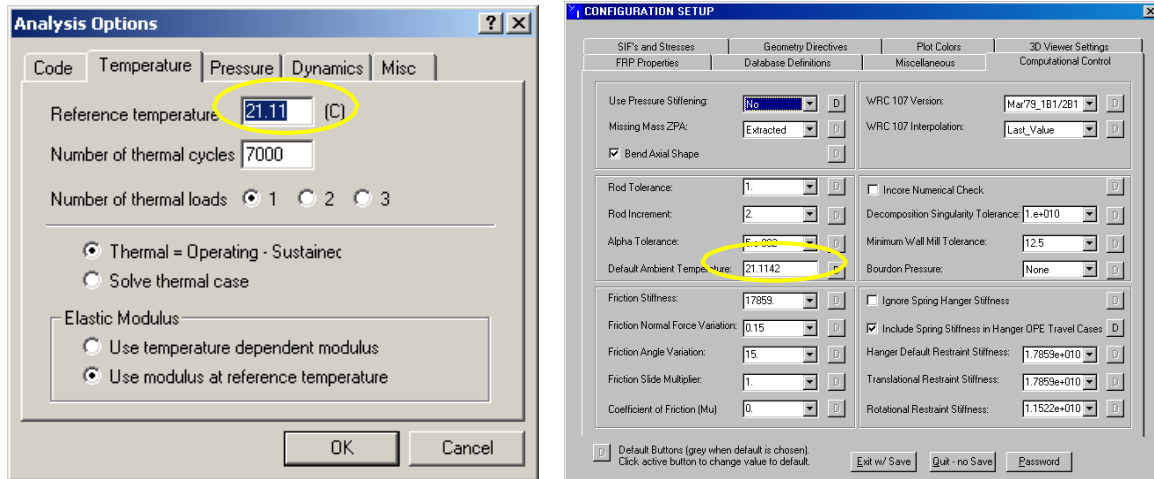 Analysis Options
Code Temperature Pressure Dynamics Misc
Reference temperature 21.11 (C)
Number of thermal cycles 7000
Number of thermal loads 1 2 3
Thermal = Operating - Sustained
Solve thermal case
Elastic Modulus
Use temperature dependent modulus
Use modulus at reference temperature
OK Cancel
CONFIGURATION SETUP
SIF's and Stresses Geometry Directives Plot Colors 3D Viewer Settings
FRP Properties Database Definitions Miscellaneous Computational Control
Use Pressure Stiffening: No D
Missing Mass ZPA: Extracted D
Bend Axial Shape D
WRC 107 Version: Mar79_1B1/2B1 D
WRC 107 Interpolation: Last_Value D
Rod Tolerance: 1. D
Rod Increment: 2. D
Alpha Tolerance: D
Default Ambient Temperature: 21.1142 D
Incore Numerical Check D
Decomposition Singularity Tolerance: 1.e+010 D
Minimum Wall Mill Tolerance: 12.5 D
Bourdon Pressure: None D
Friction Stiffness: 17859. D
Friction Normal Force Variation: 0.15 D
Friction Angle Variation: 15. D
Friction Slide Multiplier: 1. D
Coefficient of Friction (Mu) 0. D
Ignore Spring Hanger Stiffness D
Include Spring Stiffness in Hanger OPE Travel Cases D
Hanger Default Restraint Stiffness: 1.7859e+010 D
Translational Restraint Stiffness: 1.7859e+010 D
Rotational Restraint Stiffness: 1.1522e+010 D
D Default Buttons (grey when default is chosen).
Click active button to change value to default.
Exit w/ Save Quit - no Save Password